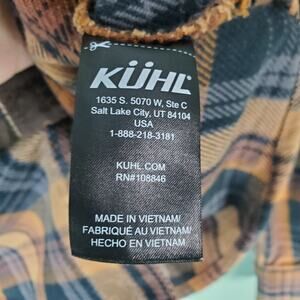 KÜHL
1635 S. 5070 W, Ste C
Salt Lake City, UT 84104
USA
1-888-218-3181
KUHL.COM
RN#108846
MADE IN VIETNAM/
FABRIQUÉ AU VIETNAM/
HECHO EN VIETNAM